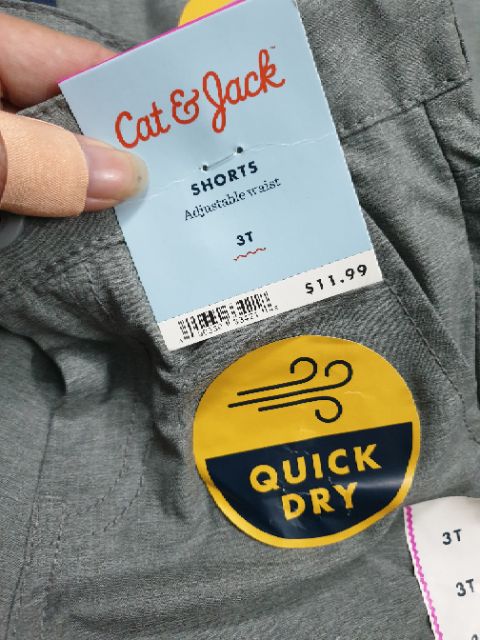 Cat & Jack
SHORTS
Adjustable waist
3T
$11.99
QUICK
DRY
3T
3T